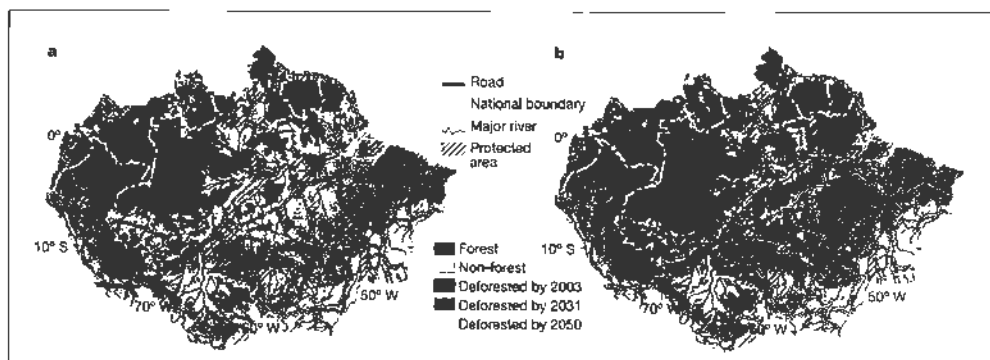 a
b
Road
National boundary
Major river
Protected
area
0°
0°
10° S
10° S
Forest
Non-forest
Deforested by 2003
Deforested by 2031
Deforested by 2050
70° W
50° W
70° W
50° W